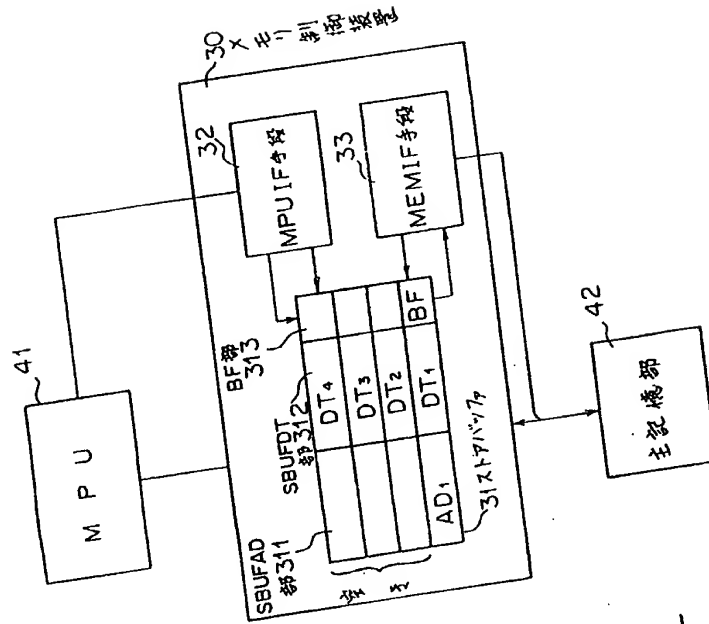 41
MPU
30
メモリ制御装置
32
MPUIF手段
33
MEMIF手段
BF部
313
SBUFDT
部312
SBUFAD
部311
DT4
DT3
DT2
AD1
DT1
BF
空き
31ストアバッファ
42
主記憶部